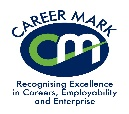 CAREER MARK
cm
Recognising Excellence
in Careers, Employability
and Enterprise